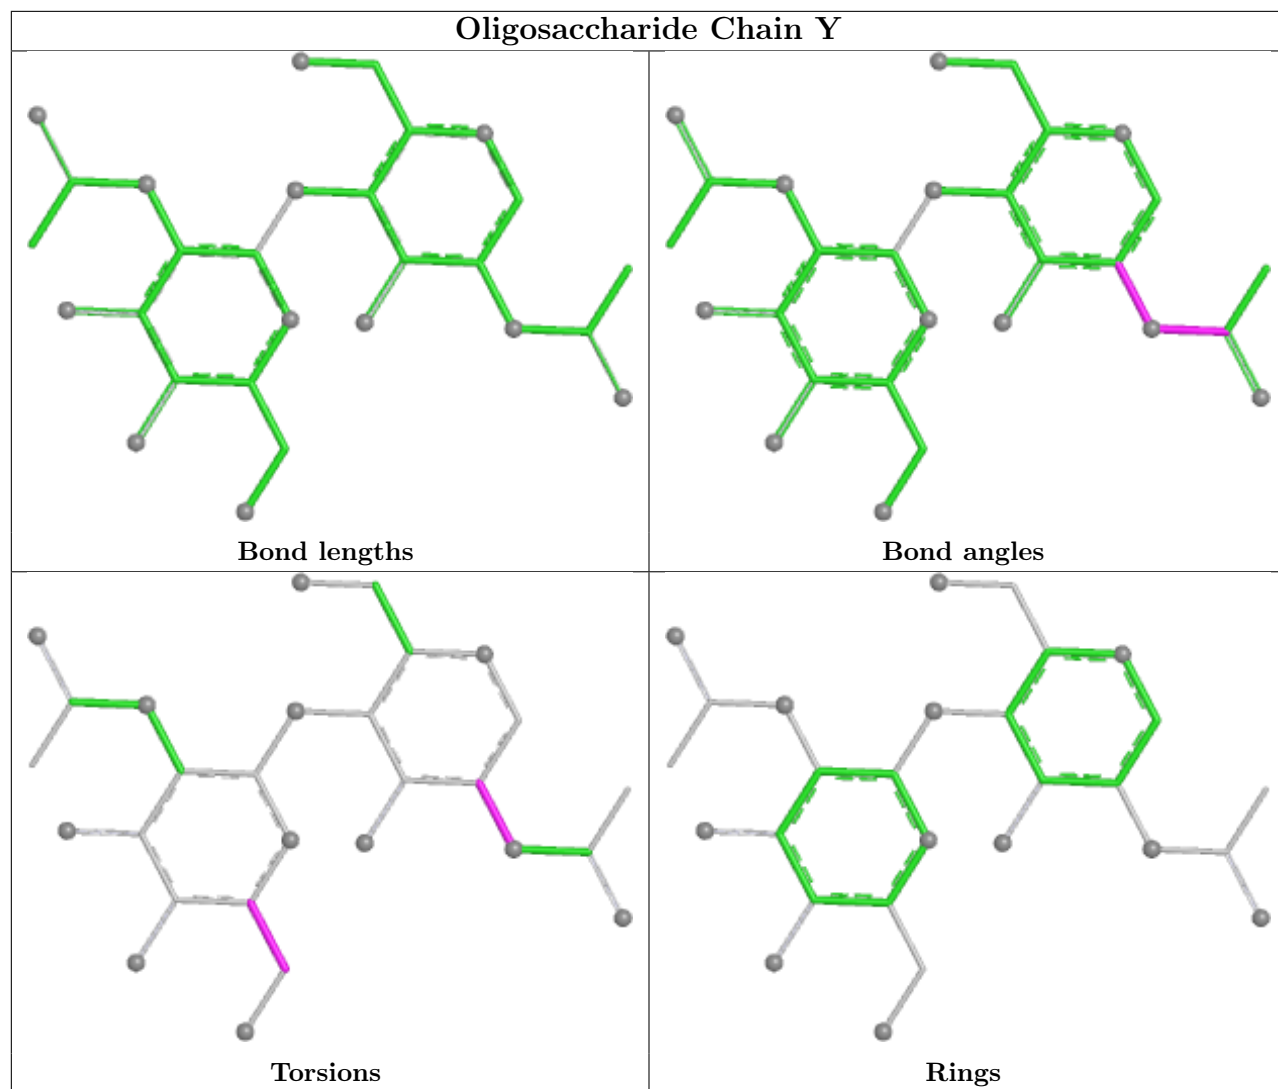 Oligosaccharide Chain Y
Bond lengths
Bond angles
Torsions
Rings